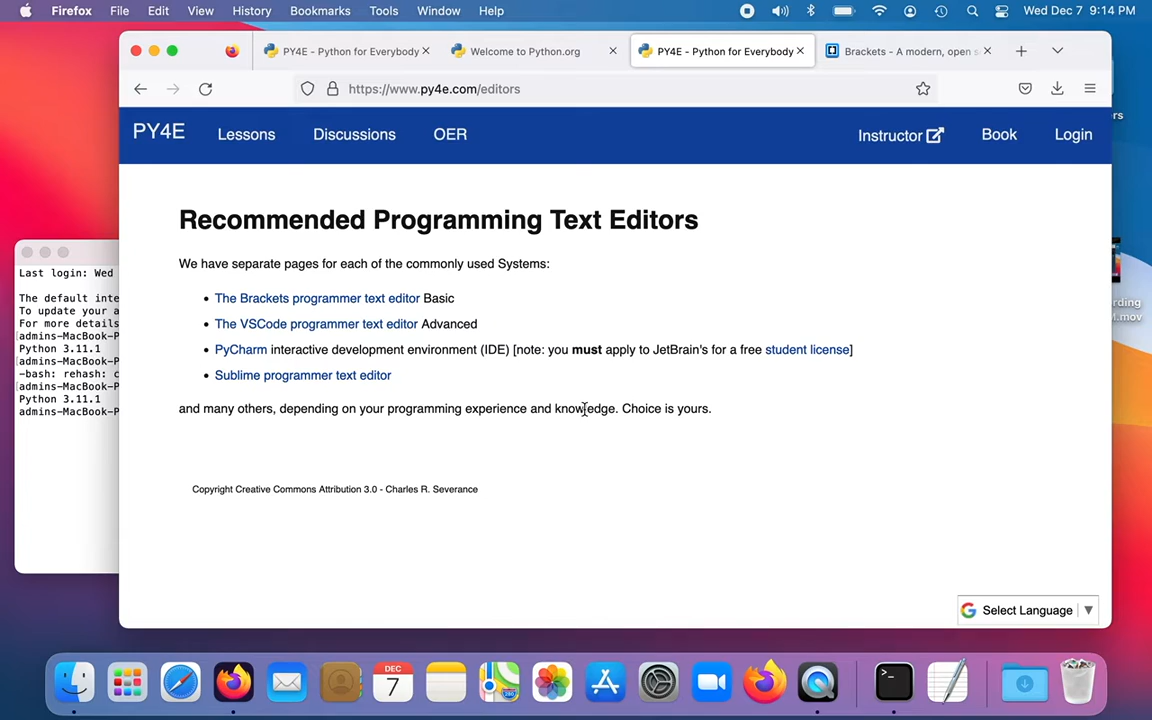 Firefox File Edit View History Bookmarks Tools Window Help Wed Dec 7 9:14 PM
PY4E - Python for Everybody Welcome to Python.org PY4E - Python for Everybody Brackets - A modern, open s
https://www.py4e.com/editors
PY4E Lessons Discussions OER Instructor Book Login
Recommended Programming Text Editors
We have separate pages for each of the commonly used Systems:
• The Brackets programmer text editor Basic
• The VSCode programmer text editor Advanced
• PyCharm interactive development environment (IDE) [note: you must apply to JetBrain's for a free student license]
• Sublime programmer text editor
and many others, depending on your programming experience and knowledge. Choice is yours.
Copyright Creative Commons Attribution 3.0 - Charles R. Severance
Select Language
Last login: Wed
The default inte
To update your a
For more details
[admins-MacBook-P
Python 3.11.1
[admins-MacBook-P
-bash: rehash: c
[admins-MacBook-P
Python 3.11.1
admins-MacBook-P
rs
rding
M.mov
DEC
7
280
>_